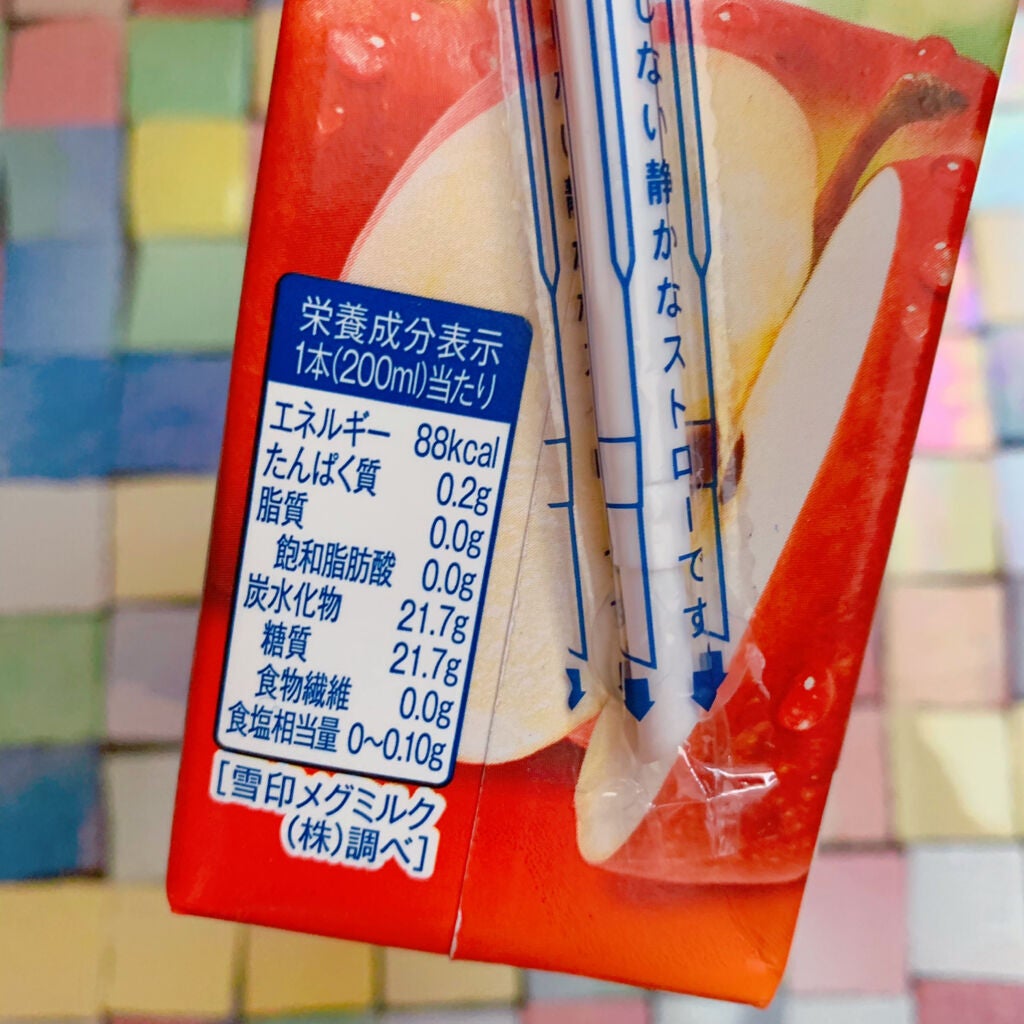 栄養成分表示
1本(200ml)当たり
エネルギー 88kcal
たんぱく質 0.2g
脂質 0.0g
飽和脂肪酸 0.0g
炭水化物 21.7g
糖質 21.7g
食物繊維 0.0g
食塩相当量 0〜0.10g
[雪印メグミルク
(株)調べ]
しない静かなストローです